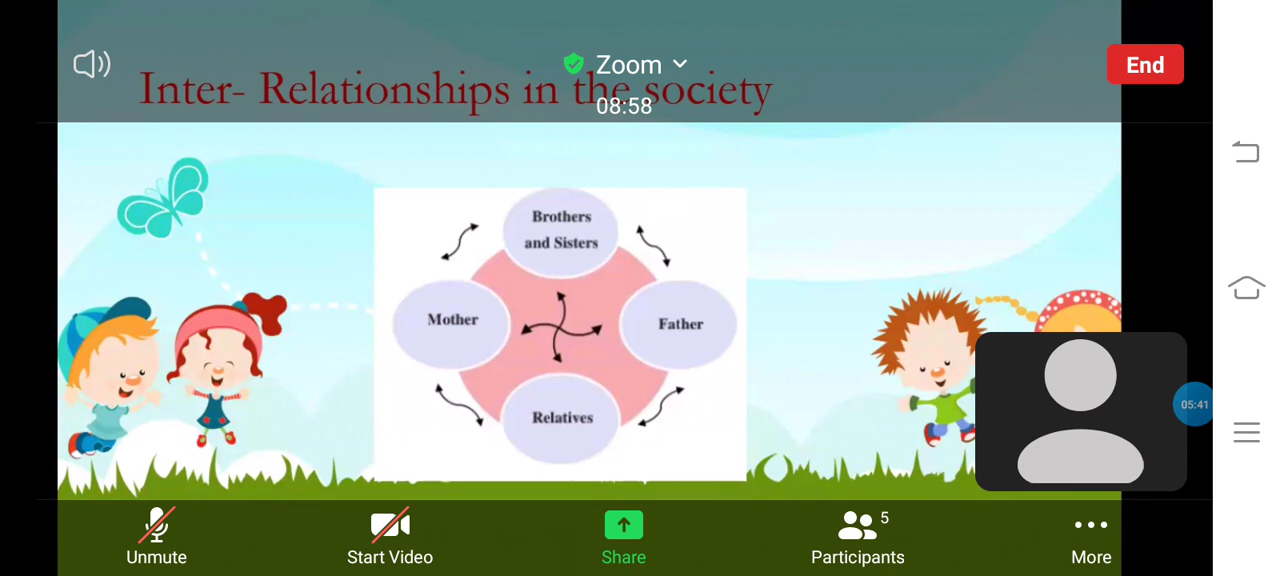 Zoom
End
Inter- Relationships in the society
08:58
Brothers
and Sisters
Mother
Father
Relatives
05:41
5
Unmute
Start Video
Share
Participants
More